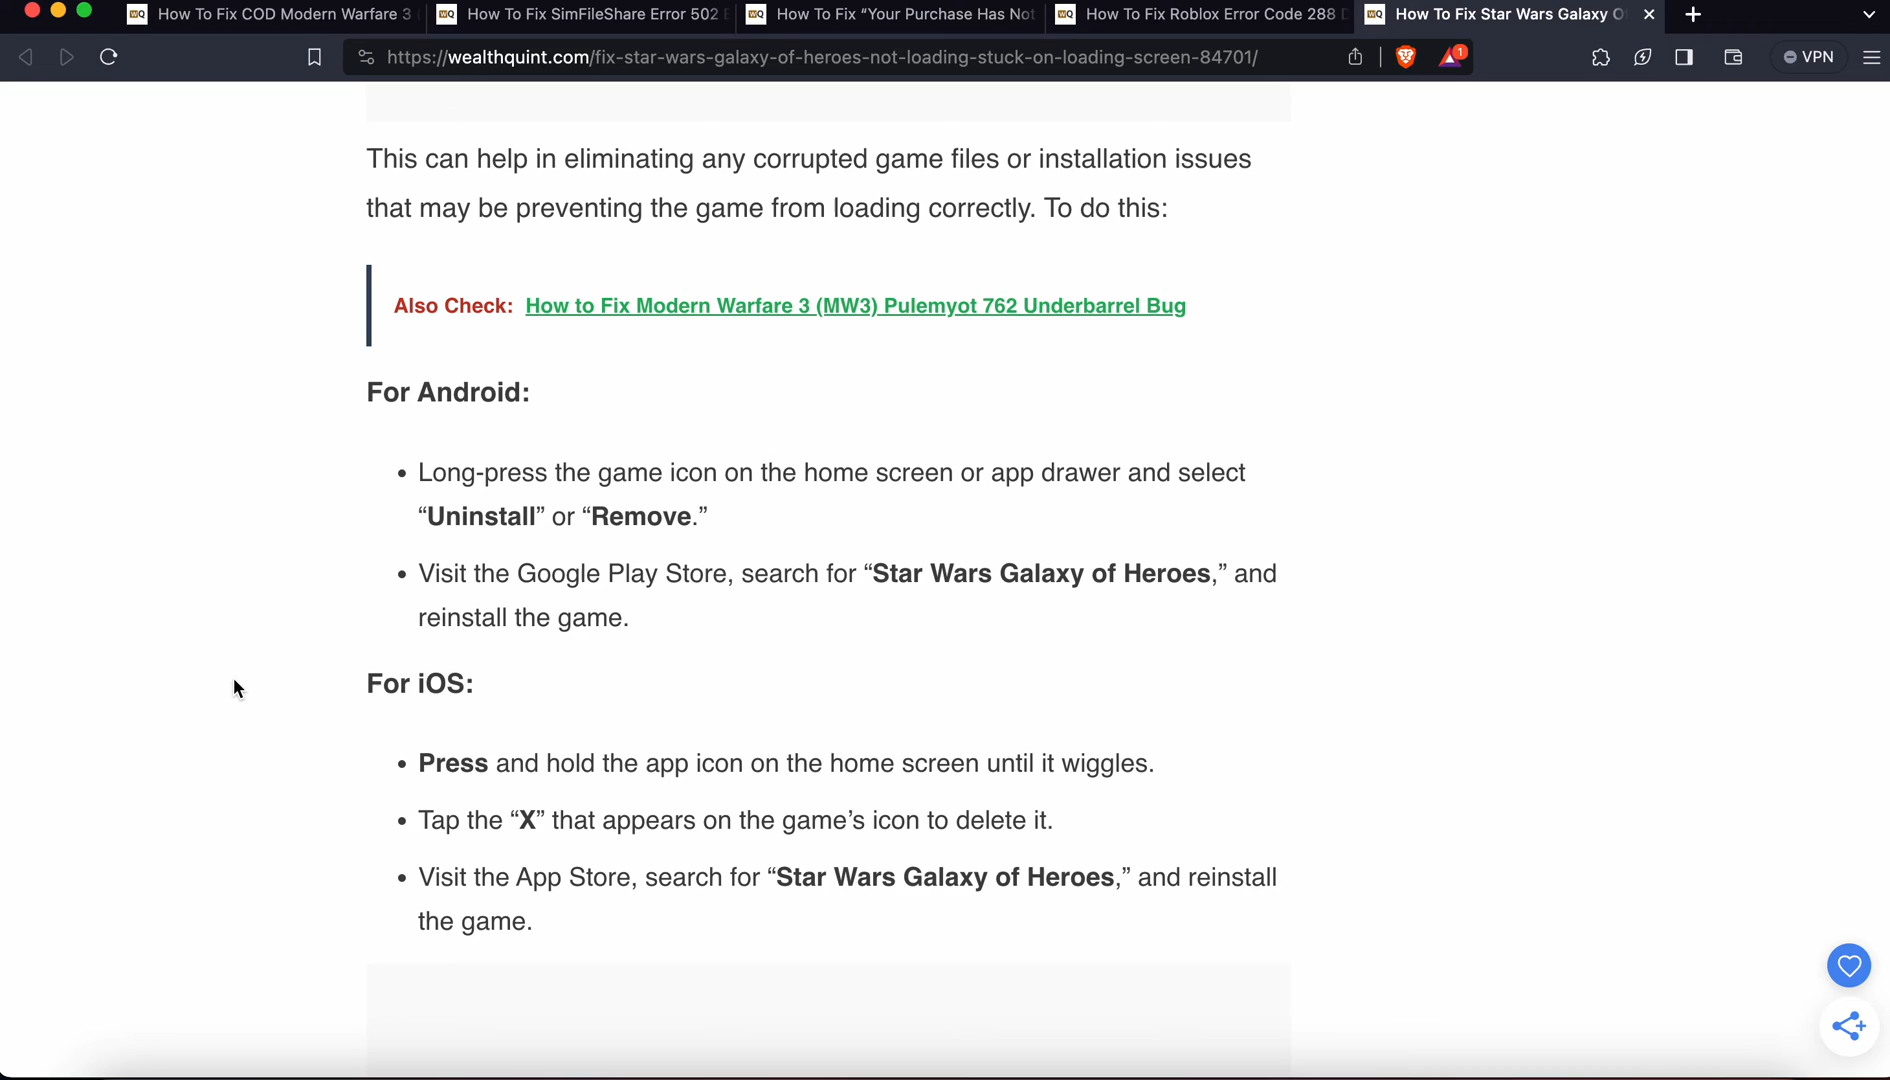 How To Fix COD Modern Warfare 3
How To Fix SimFileShare Error 502
How To Fix “Your Purchase Has Not
How To Fix Roblox Error Code 288
How To Fix Star Wars Galaxy O
https://wealthquint.com/fix-star-wars-galaxy-of-heroes-not-loading-stuck-on-loading-screen-84701/
1
VPN
This can help in eliminating any corrupted game files or installation issues
that may be preventing the game from loading correctly. To do this:
Also Check: How to Fix Modern Warfare 3 (MW3) Pulemyot 762 Underbarrel Bug
For Android:
• Long-press the game icon on the home screen or app drawer and select
“Uninstall” or “Remove.”
• Visit the Google Play Store, search for “Star Wars Galaxy of Heroes,” and
reinstall the game.
For iOS:
• Press and hold the app icon on the home screen until it wiggles.
• Tap the “X” that appears on the game’s icon to delete it.
• Visit the App Store, search for “Star Wars Galaxy of Heroes,” and reinstall
the game.